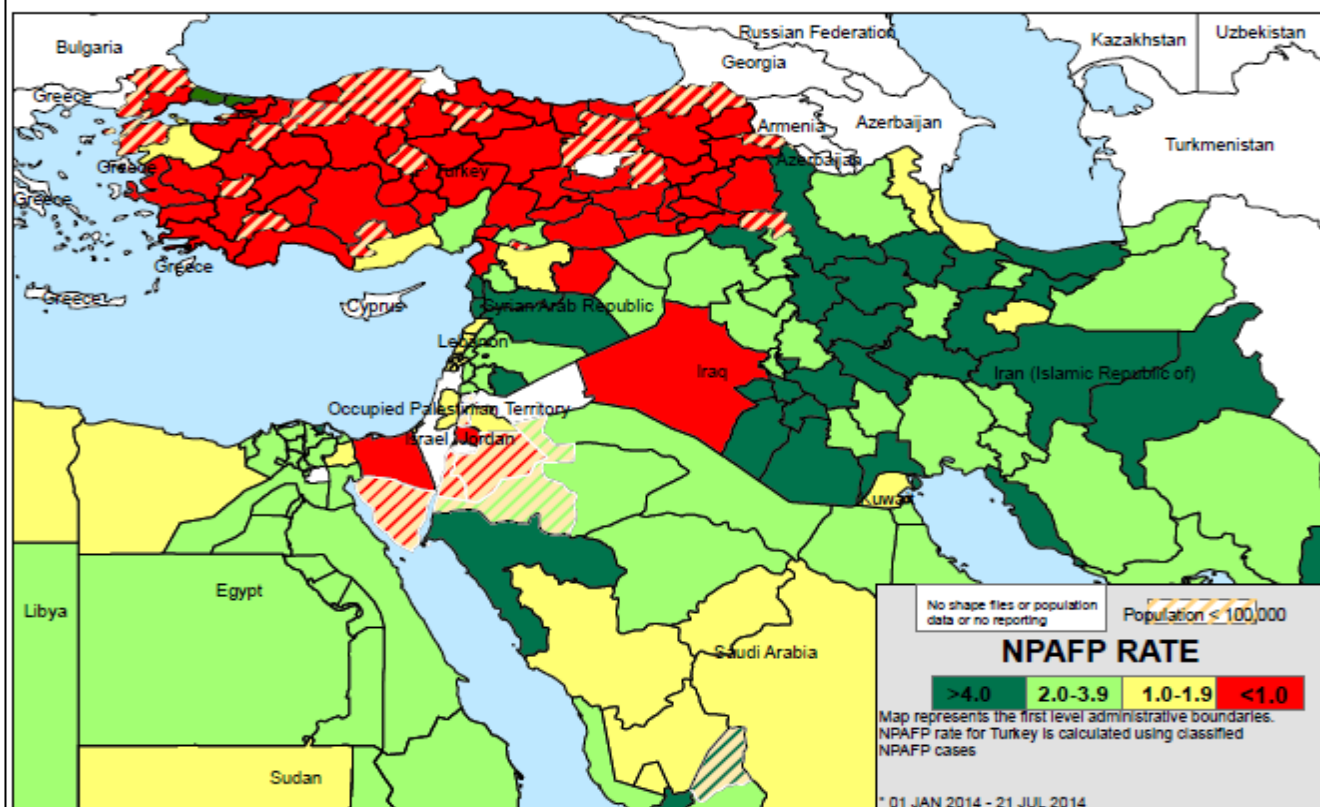 Bulgaria
Russian Federation
Kazakhstan
Uzbekistan
Georgia
Greece
Armenia
Azerbaijan
Turkmenistan
Azerbaijan
Greece
Turkey
Greece
Greece
Greece
Cyprus
Syrian Arab Republic
Lebanon
Iraq
Iran (Islamic Republic of)
Occupied Palestinian Territory
Israel
Jordan
Kuwait
Egypt
Libya
Saudi Arabia
Sudan
No shape files or population
data or no reporting
Population < 100,000
NPAFP RATE
>4.0
2.0-3.9
1.0-1.9
<1.0
Map represents the first level administrative boundaries.
NPAFP rate for Turkey is calculated using classified
NPAFP cases
* 01 JAN 2014 - 21 JUL 2014